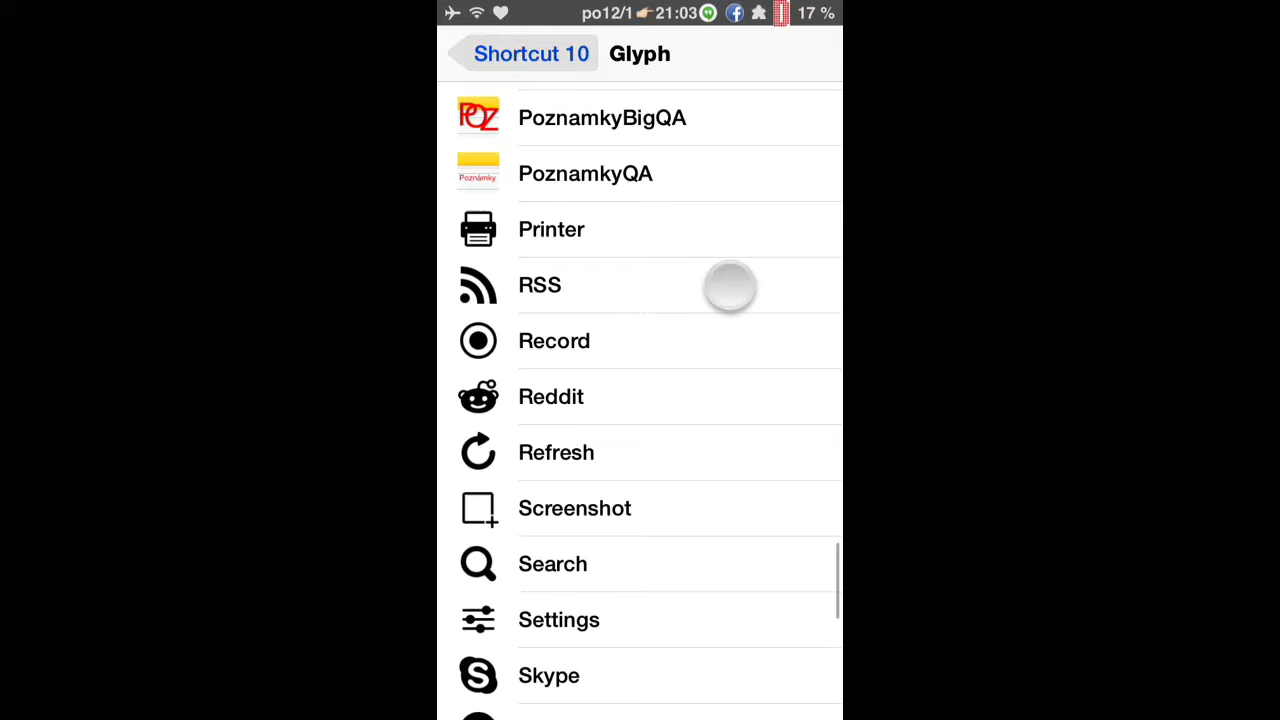 po12/1 👉🏼 21:03 17 %
Shortcut 10 Glyph
POZ PoznamkyBigQA
Poznámky PoznamkyQA
Printer
RSS
Record
Reddit
Refresh
Screenshot
Search
Settings
Skype